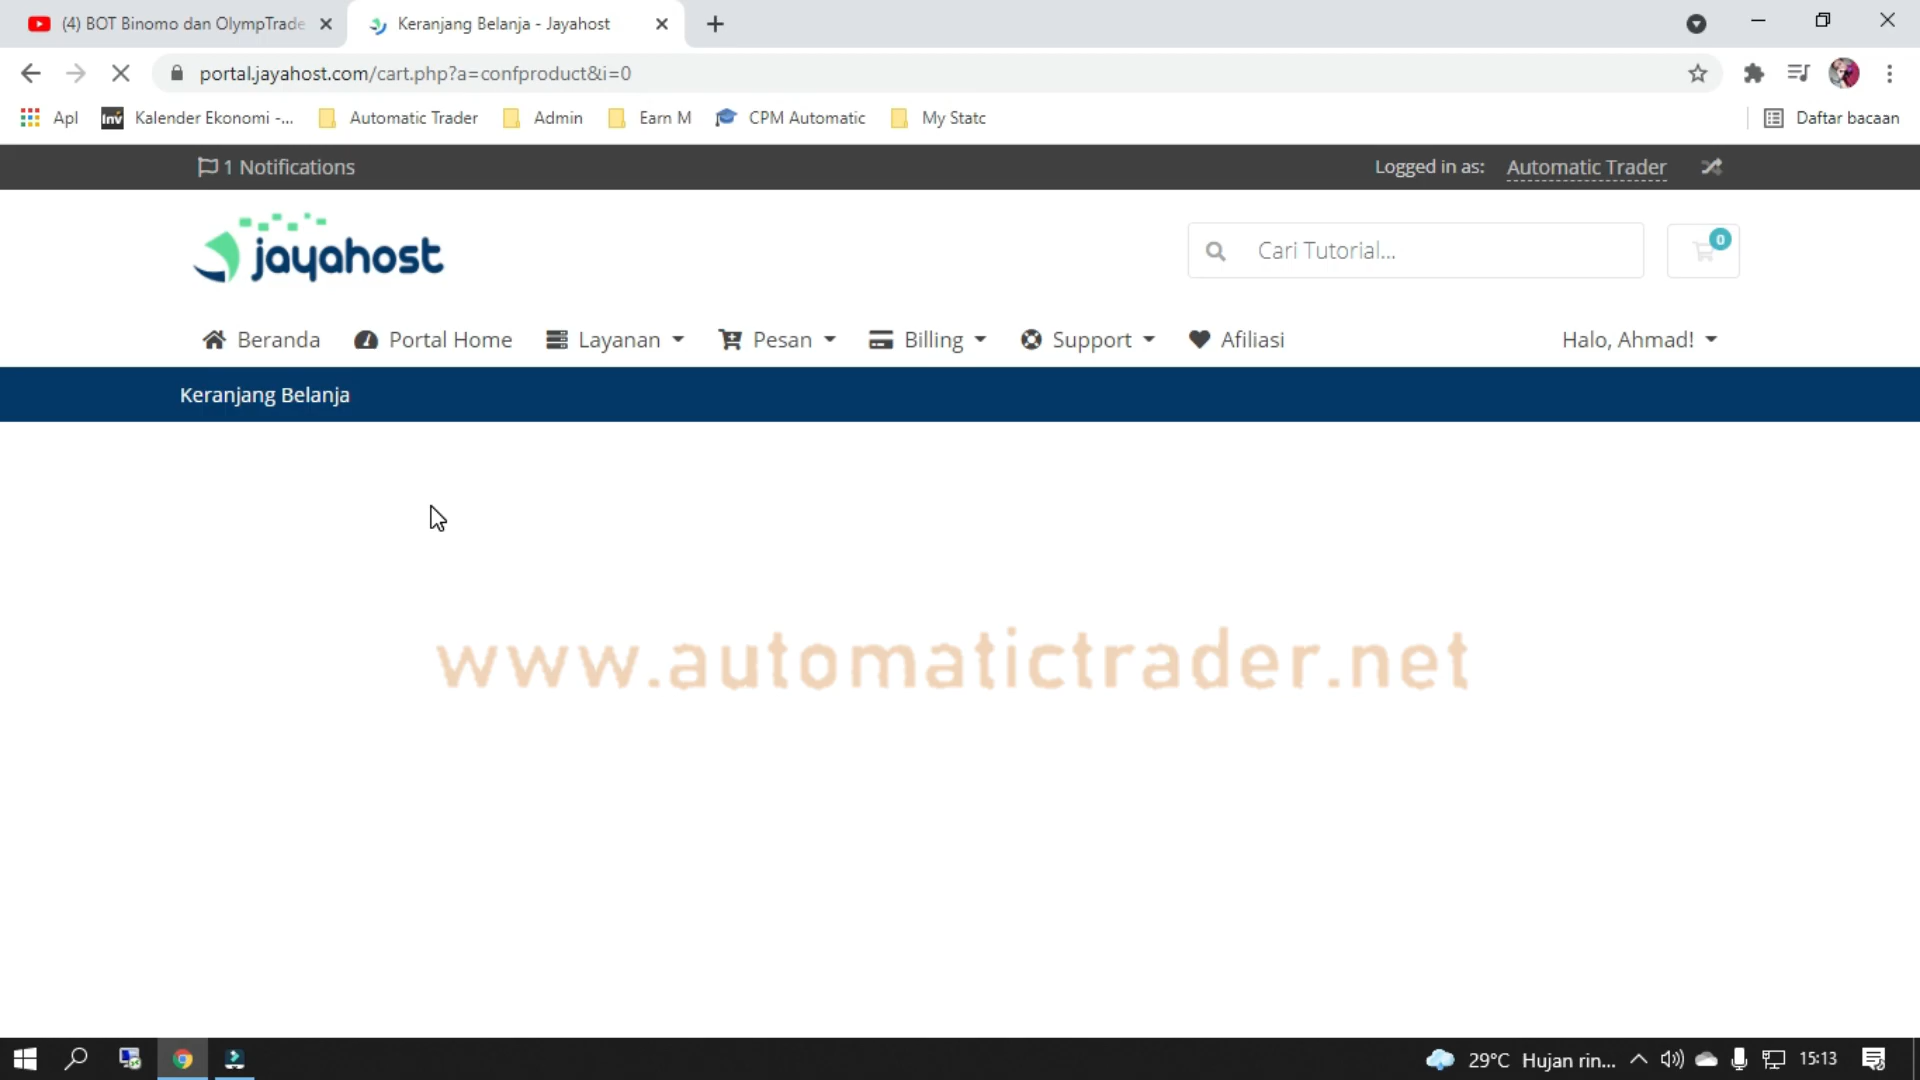 (4) BOT Binomo dan OlympTrade
Keranjang Belanja - Jayahost
portal.jayahost.com/cart.php?a=confproduct&i=0
Apl
Inv
Kalender Ekonomi -...
Automatic Trader
Admin
Earn M
CPM Automatic
My Statc
Daftar bacaan
1 Notifications
Logged in as:
Automatic Trader
jayahost
Cari Tutorial...
0
Beranda
Portal Home
Layanan
Pesan
Billing
Support
Afiliasi
Halo, Ahmad!
Keranjang Belanja
www.automatictrader.net
29°C Hujan rin...
15:13